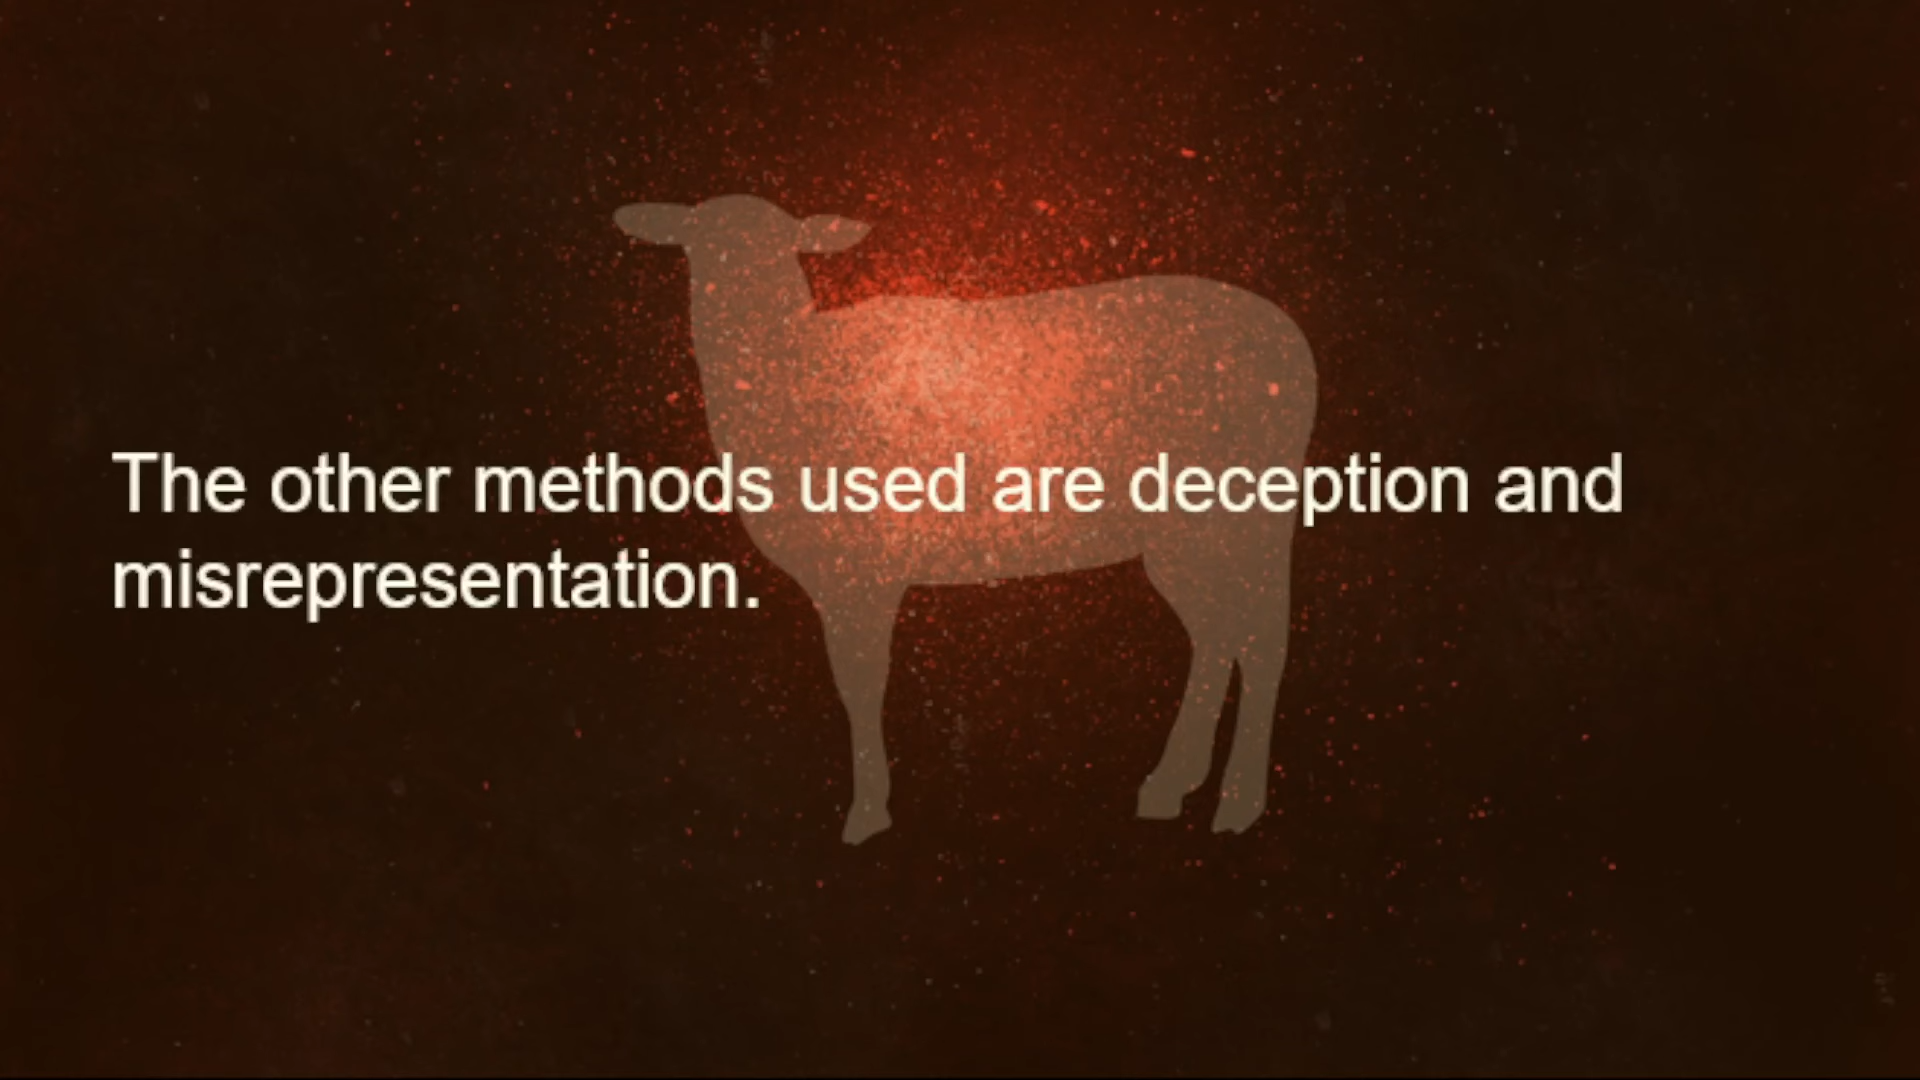 The other methods used are deception and
misrepresentation.